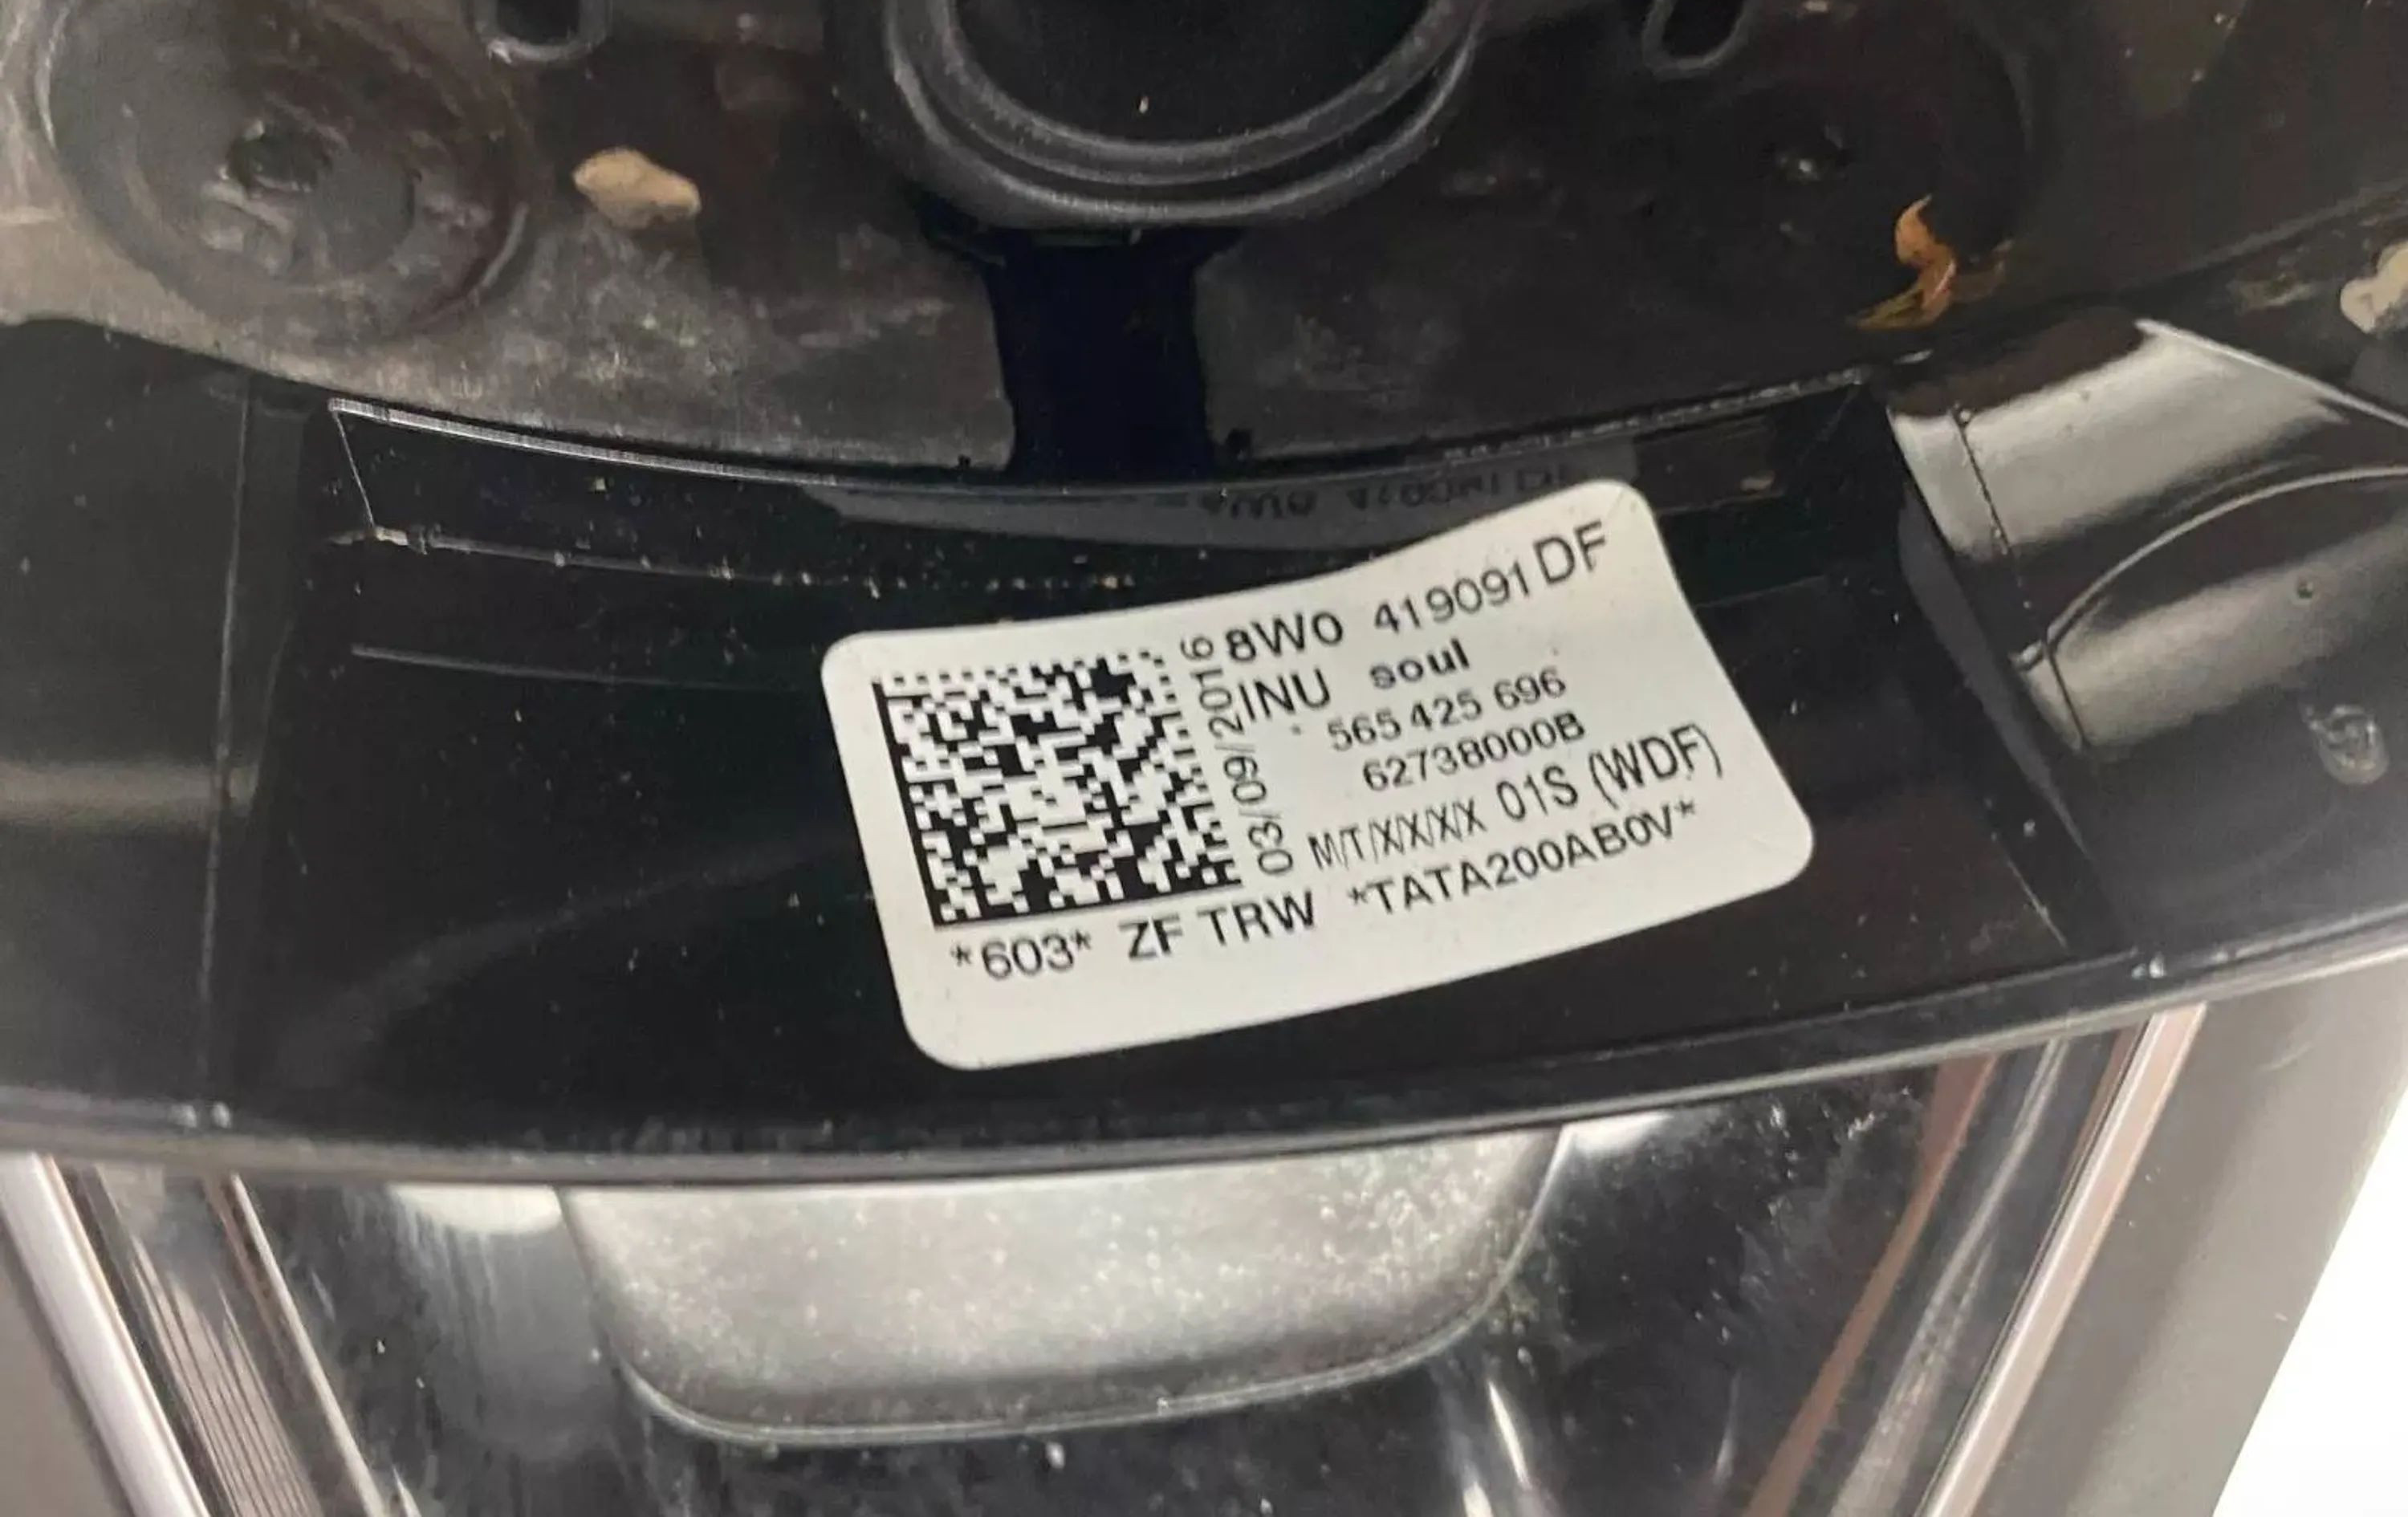 8W0 419091 DF
INU soul
565 425 696
62738000B
M/T/X/X/X/X 01S (WDF)
03/09/2016
*603* ZF TRW *TATA200AB0V*